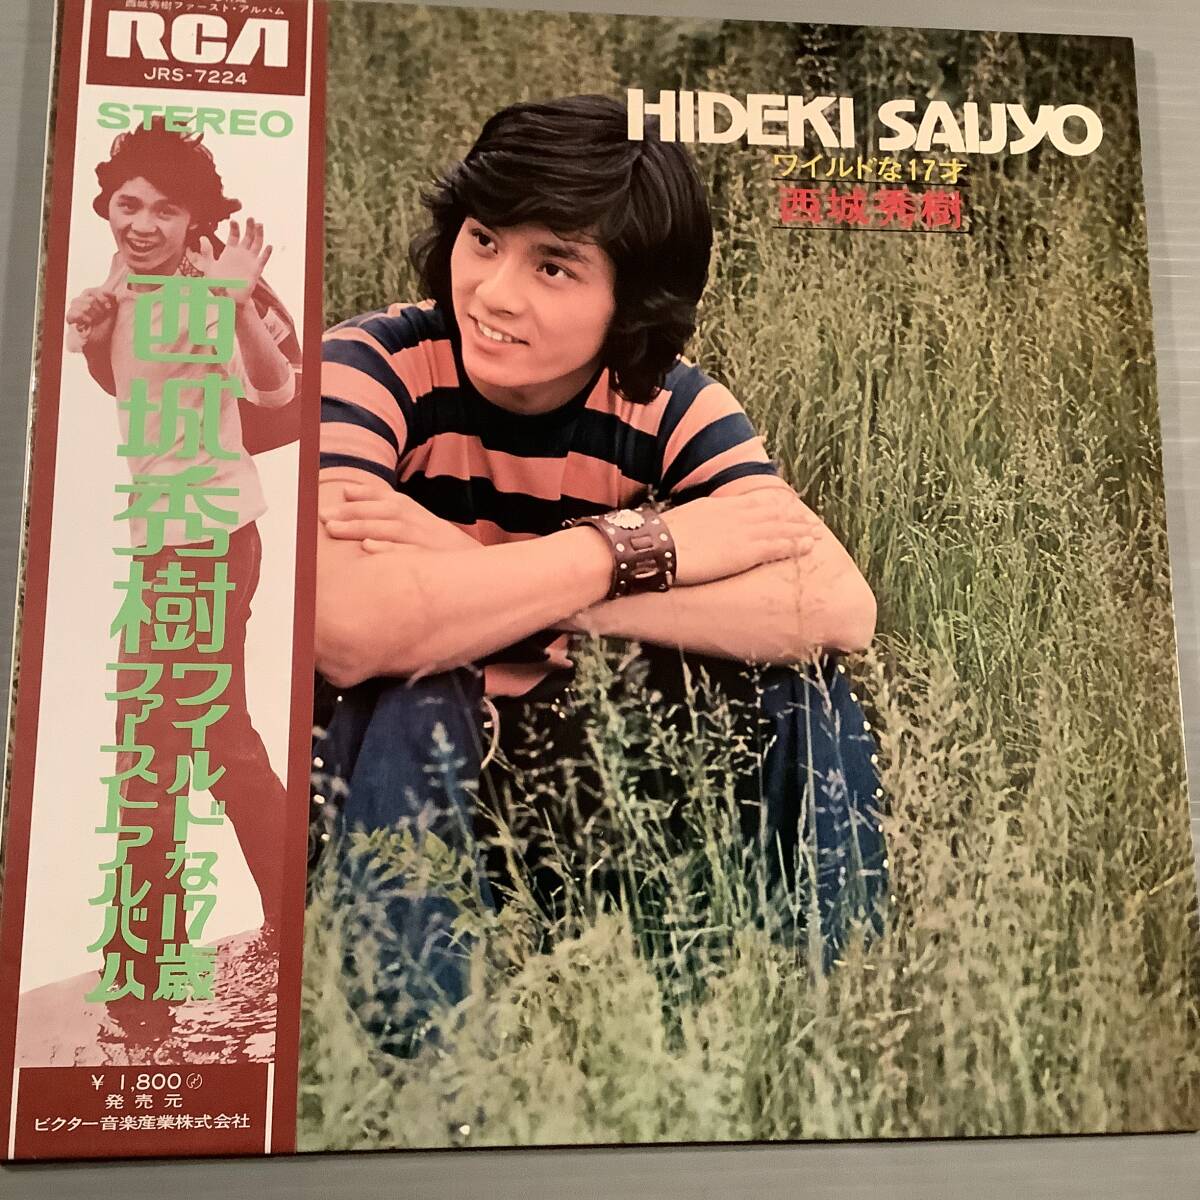 西城秀樹ファースト・アルバム
RCA
JRS-7224
STEREO
西城秀樹
ワイルドな17歳
ファーストアルバム
¥ 1,800
発売元
ビクター音楽産業株式会社
HIDEKI SAIJYO
ワイルドな17才
西城秀樹